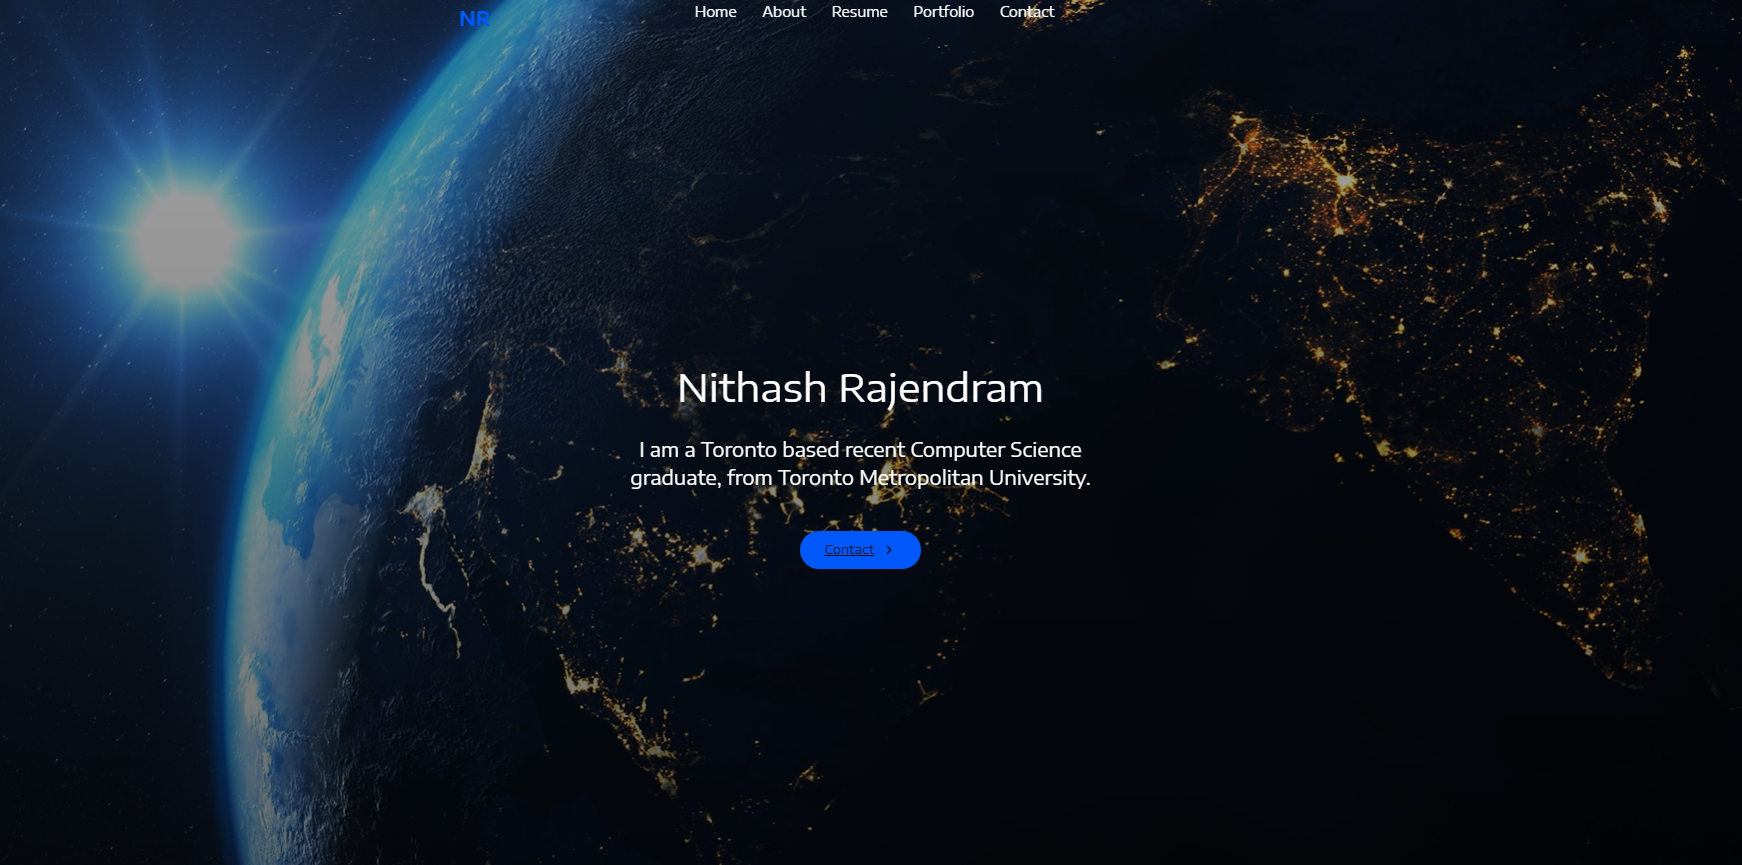 NR
Home About Resume Portfolio Contact
Nithash Rajendram
I am a Toronto based recent Computer Science
graduate, from Toronto Metropolitan University.
Contact